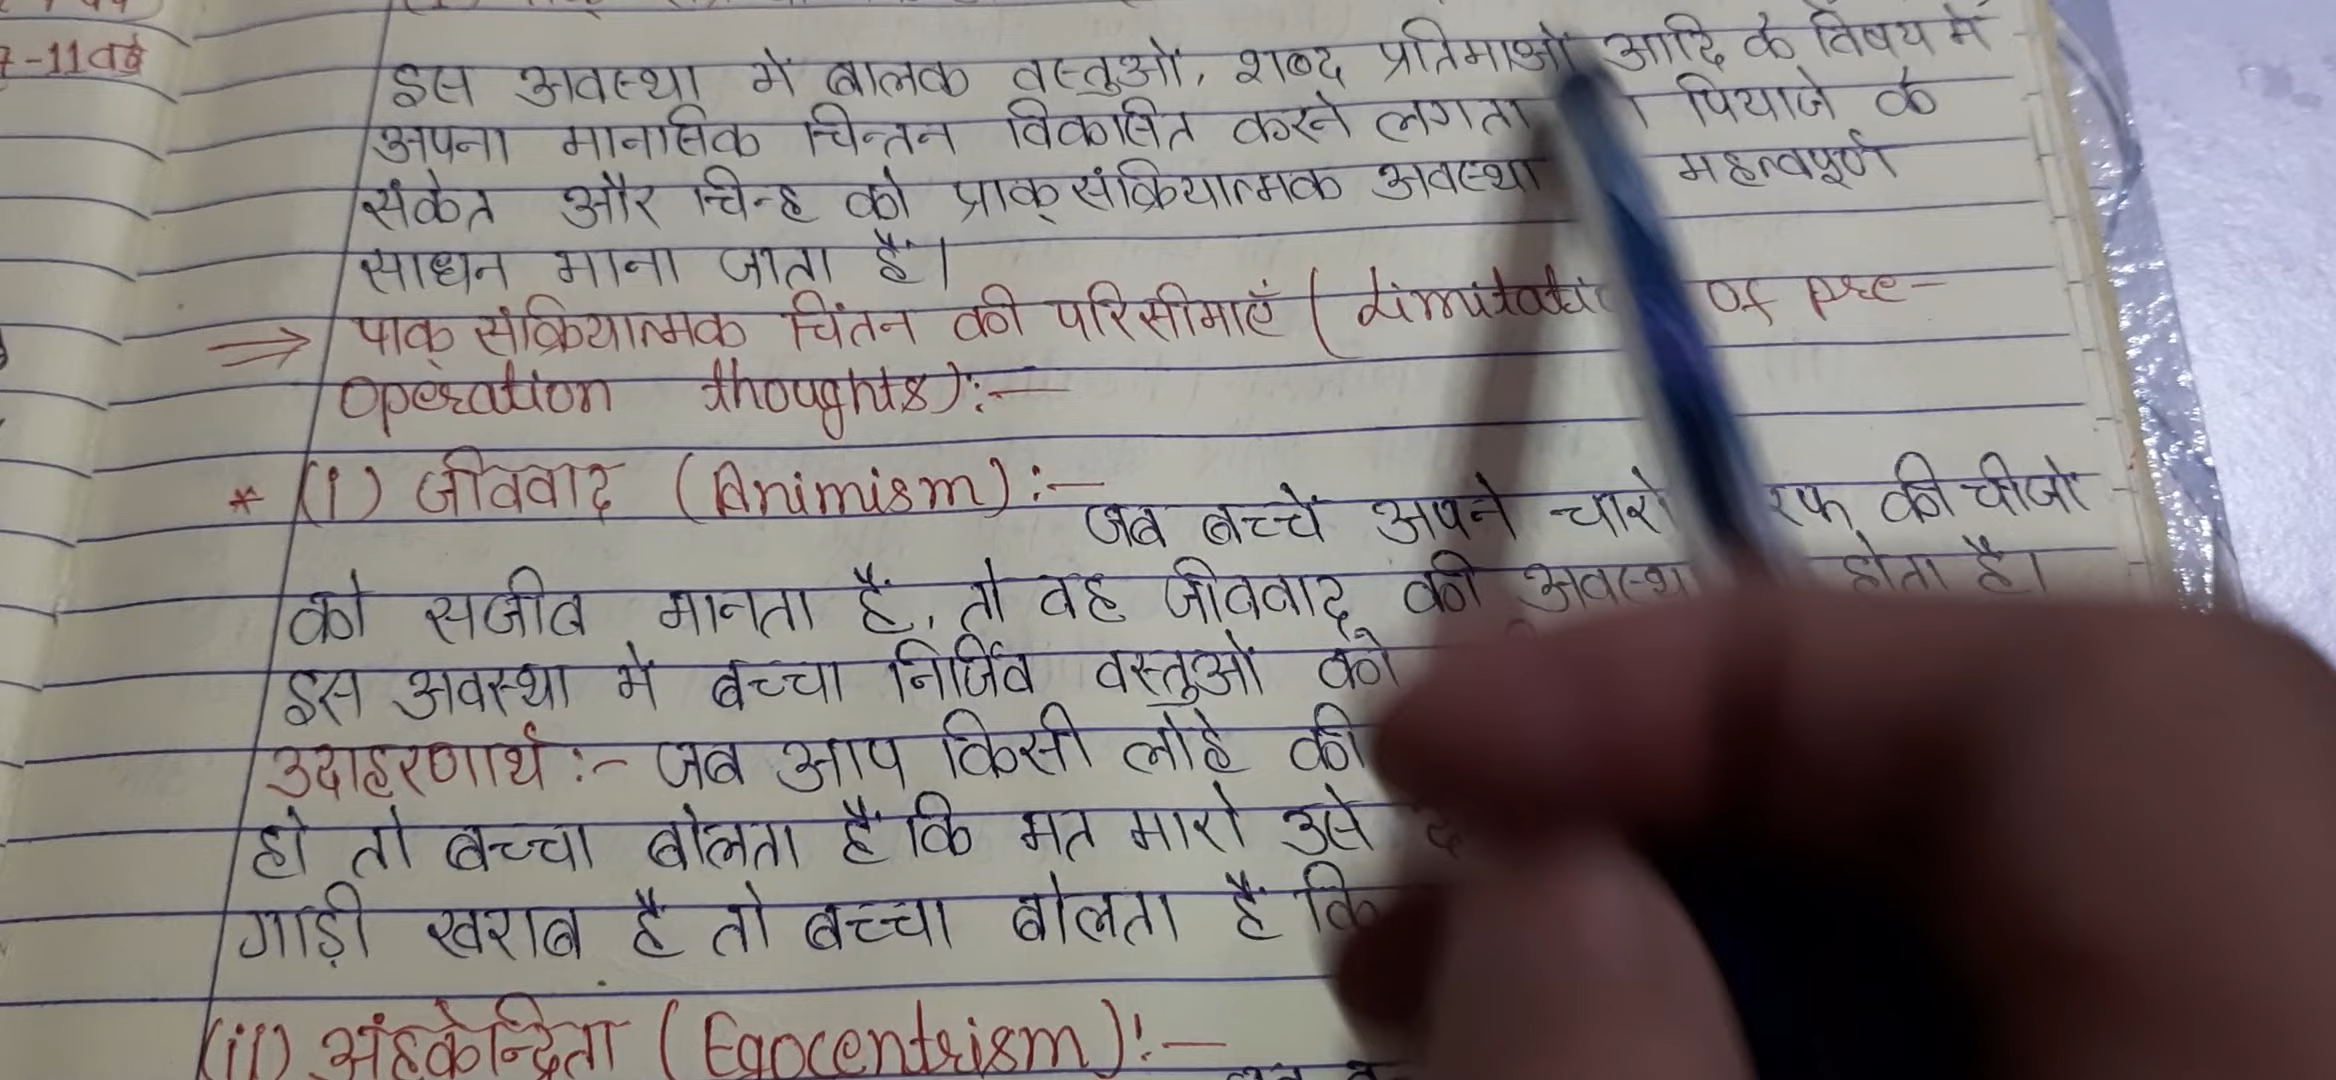 7-11वर्ष
इस अवस्था में बालक वस्तुओं, शब्द प्रतिमाओं आदि के विषय में
अपना मानसिक चिन्तन विकसित करने लगता पियाजे के
संकेत और चिन्ह को प्राक् संक्रियात्मक अवस्था महत्वपूर्ण
साधन माना जाता है।
⇒ पाक् संक्रियात्मक चिंतन की परिसीमाएँ ( of pre-
operation thoughts):—
* (i) जीववाद (Animism):—
जब बच्चें अपने चारो की चीजो
को सजीव मानता है, तो वह जीववाद की होता है।
इस अवस्था में बच्चा निर्जिव वस्तुओं को
उदाहरणार्थ :- जब आप किसी लोहे की
हो तो बच्चा बोलता है कि मत मारो उसे
गाड़ी खराब है तो बच्चा बोलता है कि
(ii) अंहकेन्द्रिता (Egocentrism):—